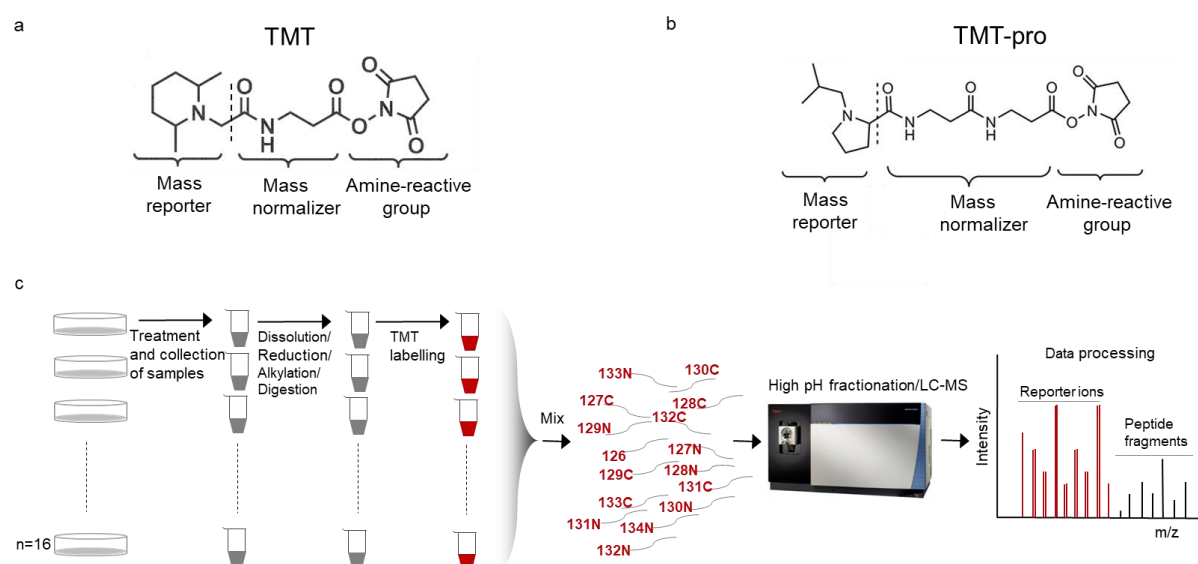 a
TMT
N
O
N
H
O
O
N
O
O
Mass
reporter
Mass
normalizer
Amine-reactive
group
b
TMT-pro
N
O
N
H
O
N
H
O
O
N
O
O
Mass
reporter
Mass
normalizer
Amine-reactive
group
c
Treatment
and collection
of samples
Dissolution/
Reduction/
Alkylation/
Digestion
TMT
labelling
n=16
Mix
133N
130C
127C
128C
132C
129N
126
127N
129C
128N
131C
133C
130N
131N
134N
132N
High pH fractionation/LC-MS
Data processing
Reporter ions
Peptide
fragments
Intensity
m/z